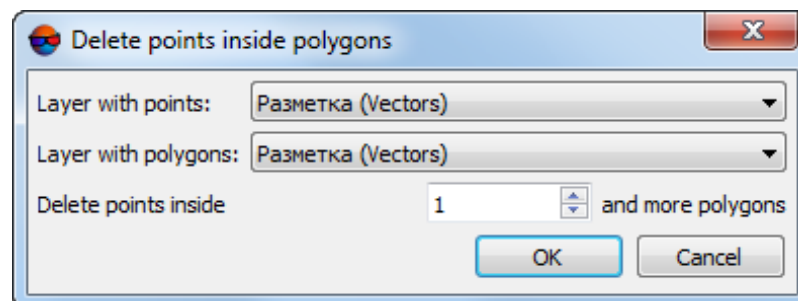 Delete points inside polygons
Layer with points: Разметка (Vectors)
Layer with polygons: Разметка (Vectors)
Delete points inside 1 and more polygons
OK Cancel